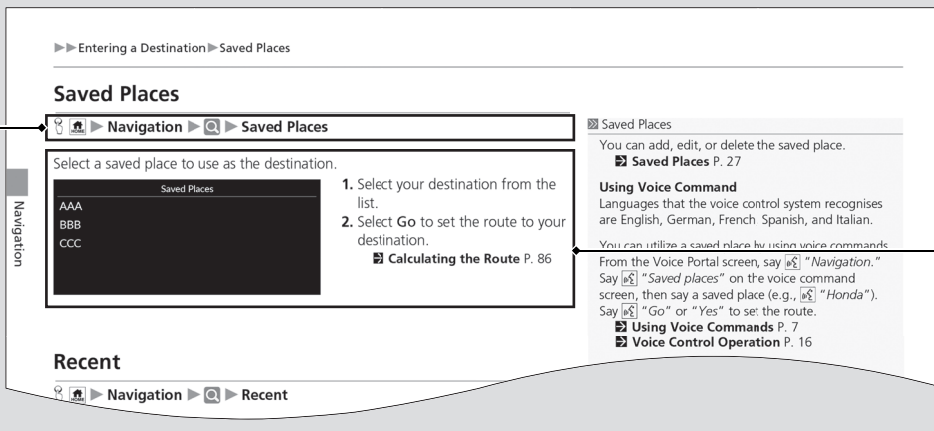 Entering a Destination Saved Places
Saved Places
HOME Navigation Saved Places
Select a saved place to use as the destination.
Saved Places
AAA
BBB
CCC
1. Select your destination from the
list.
2. Select Go to set the route to your
destination.
Calculating the Route P. 86
Recent
HOME Navigation Recent
Saved Places
You can add, edit, or delete the saved place.
Saved Places P. 27
Using Voice Command
Languages that the voice control system recognises
are English, German, French Spanish, and Italian.
You can utilize a saved place by using voice commands
From the Voice Portal screen, say "Navigation."
Say "Saved places" on the voice command
screen, then say a saved place (e.g., "Honda").
Say "Go" or "Yes" to set the route.
Using Voice Commands P. 7
Voice Control Operation P. 16
Navigation